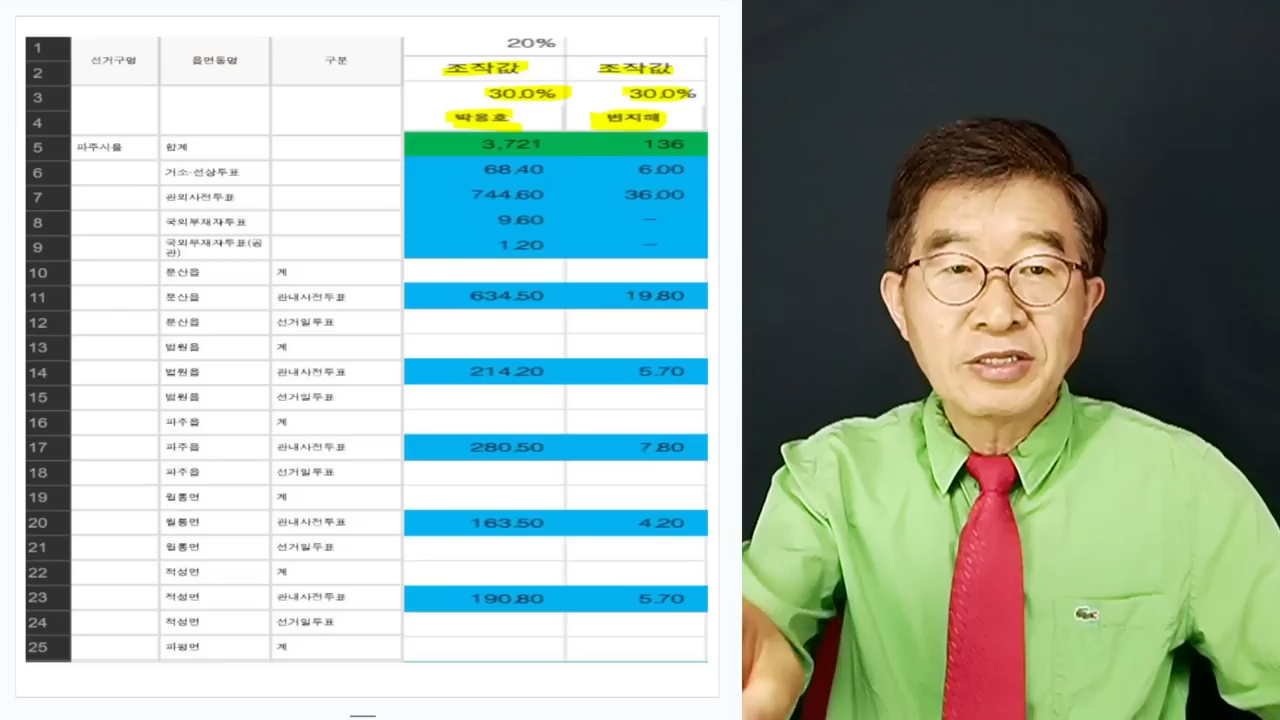 1 20%
2 선거구명 읍면동명 구분 조작값 조작값
3 30.0% 30.0%
4 박용호 변지해
5 파주시을 합계 3,721 136
6 거소·선상투표 68.40 6.00
7 관외사전투표 744.60 36.00
8 국외부재자투표 9.60 –
9 국외부재자투표(공관) 1.20 –
10 문산읍 계
11 문산읍 관내사전투표 634.50 19.80
12 문산읍 선거일투표
13 법원읍 계
14 법원읍 관내사전투표 214.20 5.70
15 법원읍 선거일투표
16 파주읍 계
17 파주읍 관내사전투표 280.50 7.80
18 파주읍 선거일투표
19 월롱면 계
20 월롱면 관내사전투표 163.50 4.20
21 월롱면 선거일투표
22 적성면 계
23 적성면 관내사전투표 190.80 5.70
24 적성면 선거일투표
25 파평면 계